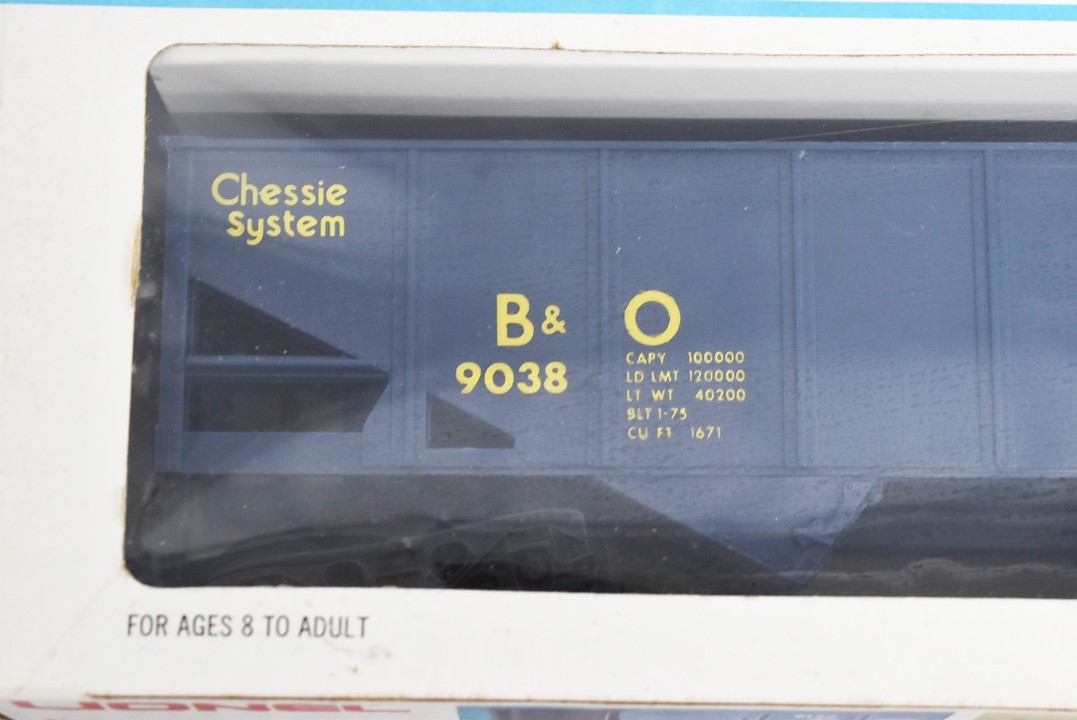 Chessie
System
B& O
9038
CAPY 100000
LD LMT 120000
LT WT 40200
BLT 1-75
CU FT 1671
FOR AGES 8 TO ADULT
LIONEL